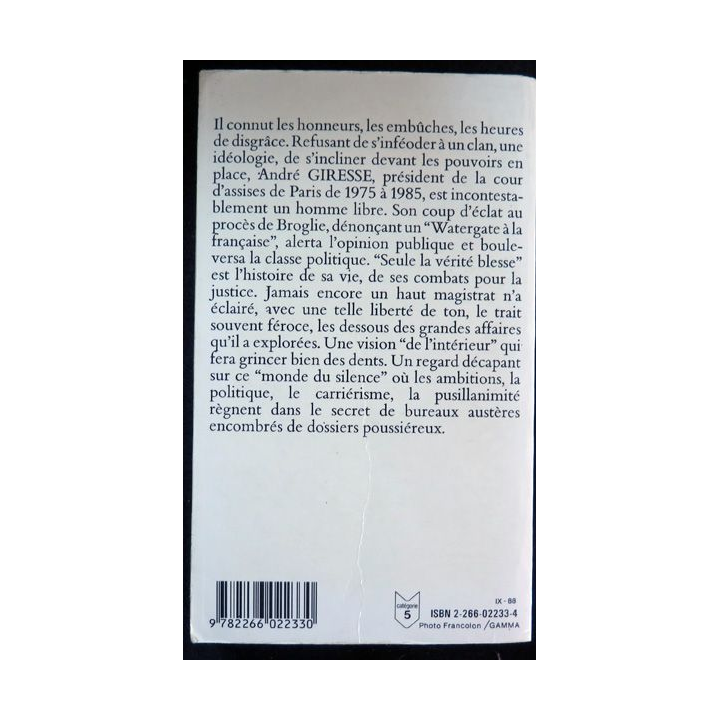 Il connut les honneurs, les embûches, les heures
de disgrâce. Refusant de s'inféoder à un clan, une
idéologie, de s'incliner devant les pouvoirs en
place, André GIRESSE, président de la cour
d'assises de Paris de 1975 à 1985, est incontesta-
blement un homme libre. Son coup d'éclat au
procès de Broglie, dénonçant un "Watergate à la
française", alerta l'opinion publique et boule-
versa la classe politique. "Seule la vérité blesse"
est l'histoire de sa vie, de ses combats pour la
justice. Jamais encore un haut magistrat n'a
éclairé, avec une telle liberté de ton, le trait
souvent féroce, les dessous des grandes affaires
qu'il a explorées. Une vision "de l'intérieur" qui
fera grincer bien des dents. Un regard décapant
sur ce "monde du silence" où les ambitions, la
politique, le carriérisme, la pusillanimité
règnent dans le secret de bureaux austères
encombrés de dossiers poussiéreux.
9 782266 022330
catégorie
5
IX - 88
ISBN 2-266-02233-4
Photo Francolon / GAMMA